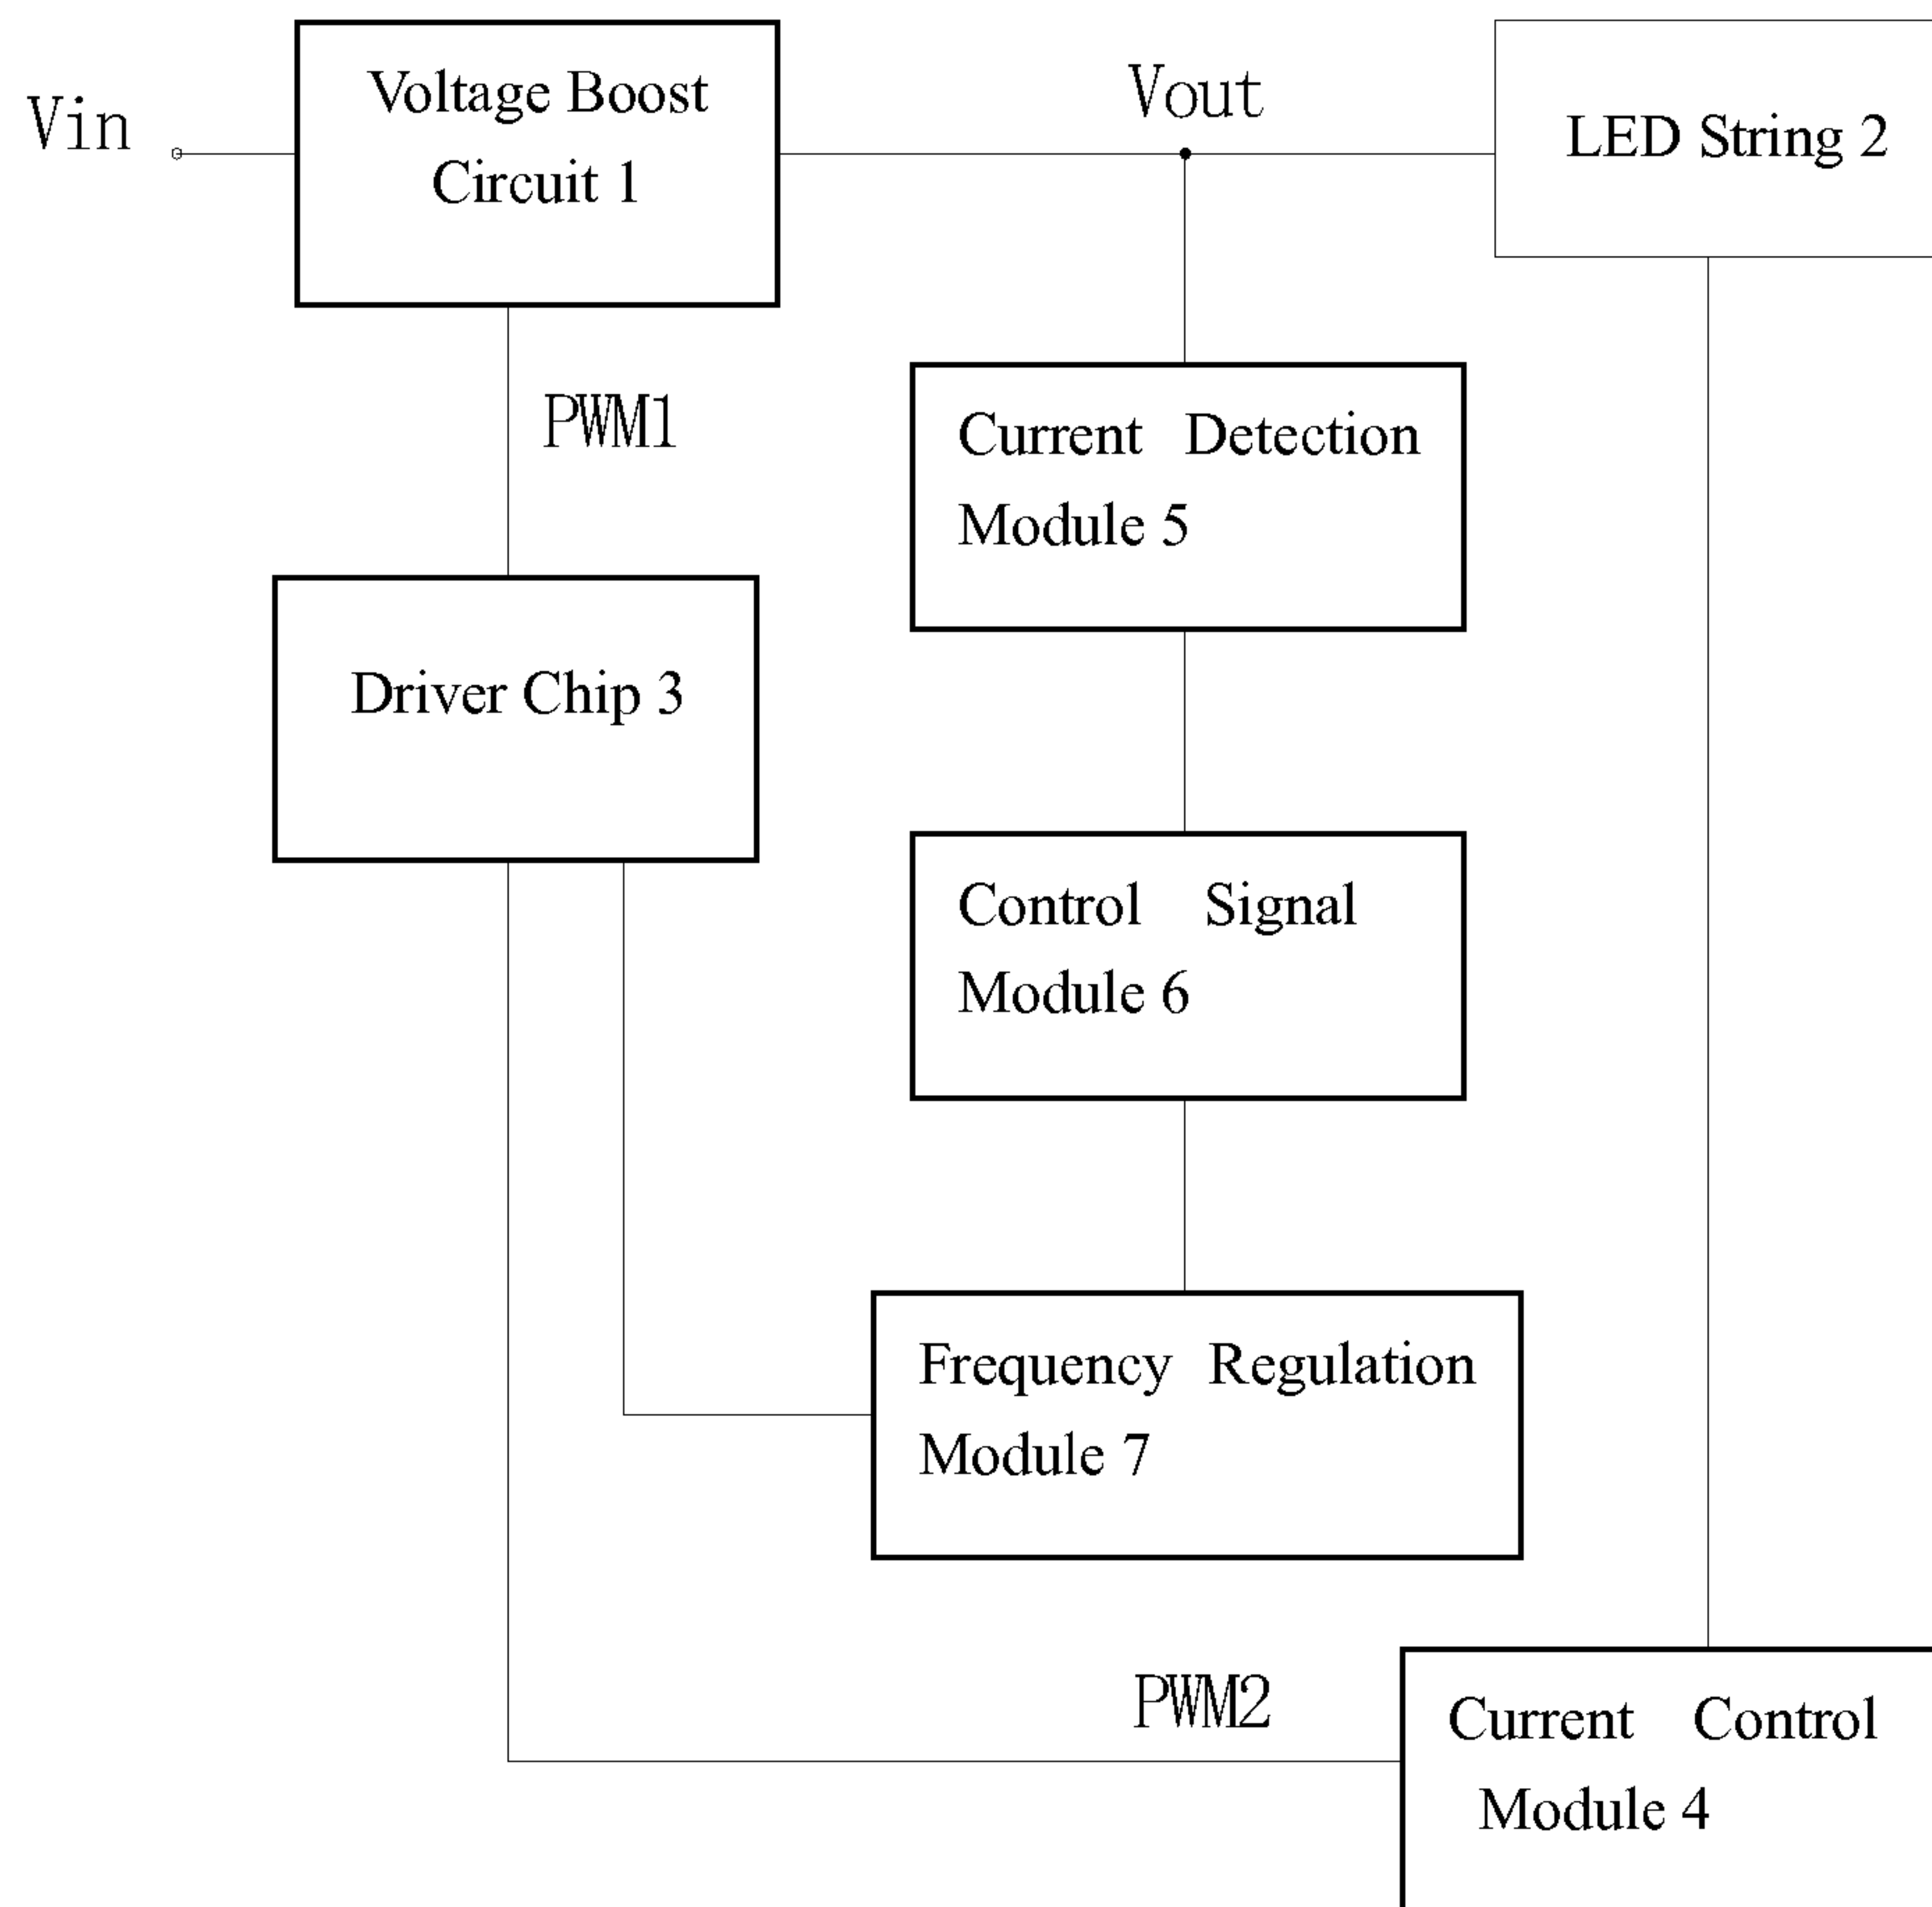 Vin
Voltage Boost
Circuit 1
Vout
LED String 2
PWM1
Current Detection
Module 5
Driver Chip 3
Control Signal
Module 6
Frequency Regulation
Module 7
PWM2
Current Control
Module 4